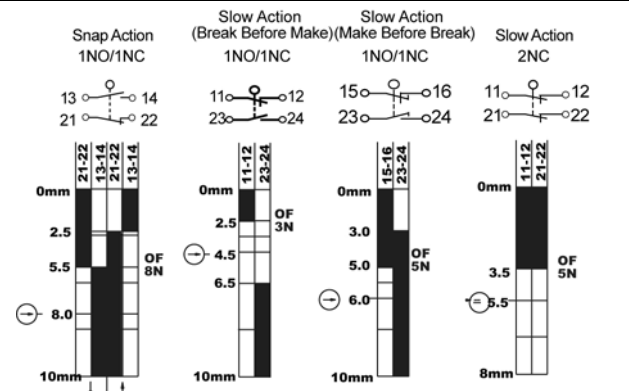 Snap Action
1NO/1NC
13 14
21 22
21-22
13-14
21-22
13-14
0mm
2.5
5.5
8.0
10mm
OF
8N
Slow Action
(Break Before Make)
1NO/1NC
11 12
23 24
11-12
23-24
0mm
2.5
4.5
6.5
10mm
OF
3N
Slow Action
(Make Before Break)
1NO/1NC
15 16
23 24
15-16
23-24
0mm
3.0
5.0
6.0
10mm
OF
5N
Slow Action
2NC
11 12
21 22
11-12
21-22
0mm
3.5
5.5
8mm
OF
5N